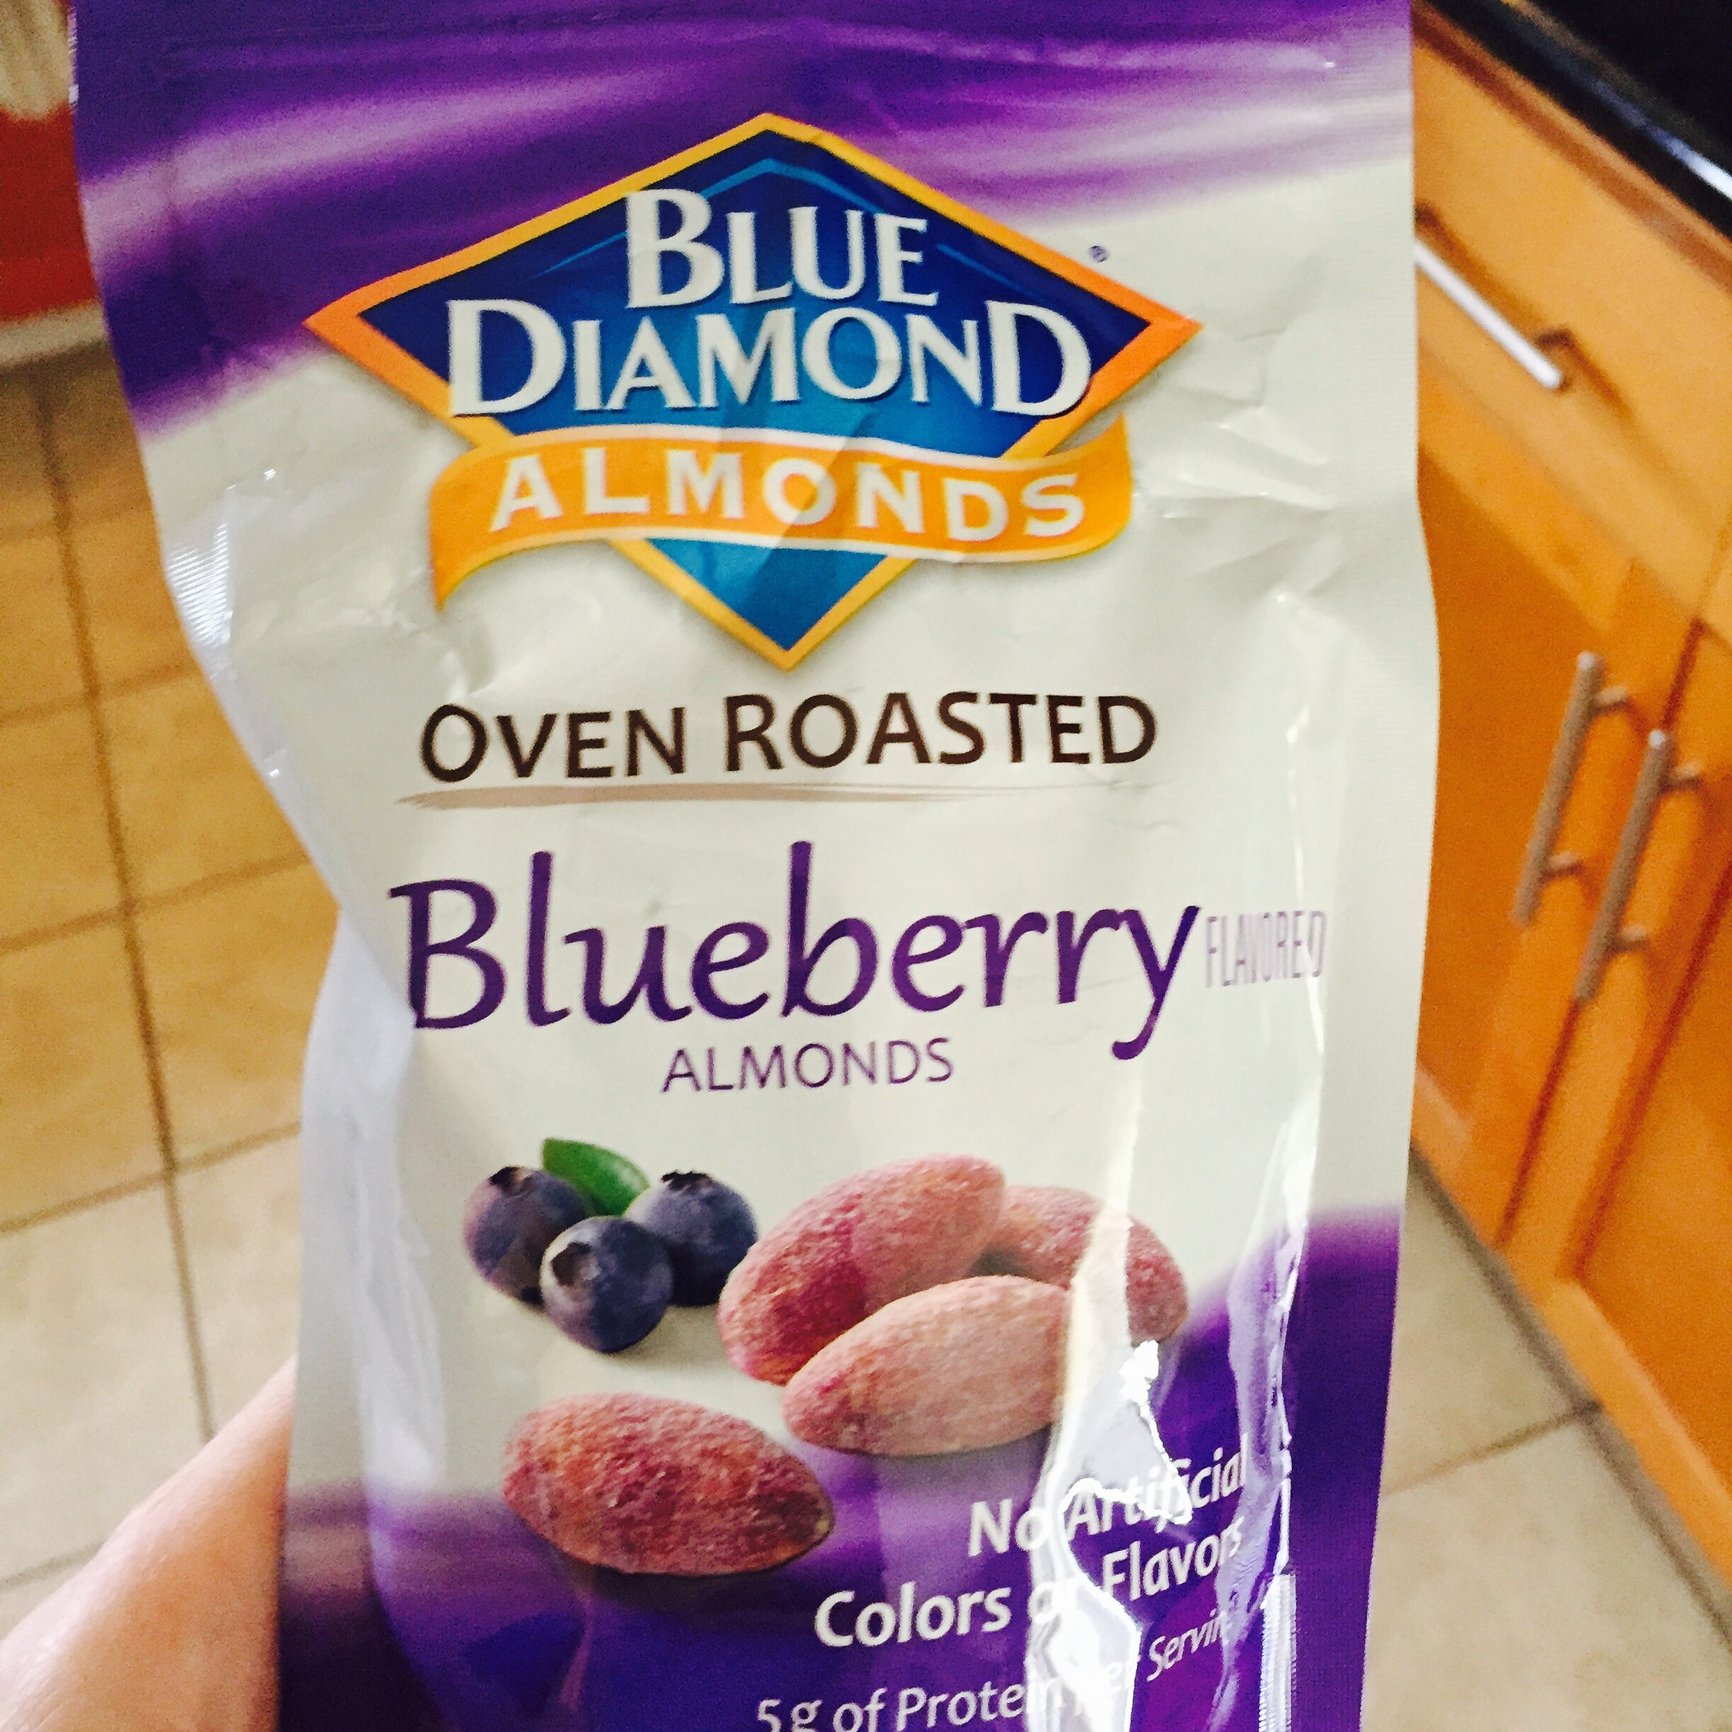 BLUE
DIAMOND
®
ALMONDS
OVEN ROASTED
Blueberry FLAVORED
ALMONDS
No Artificial
Colors or Flavors
5g of Protein per Serving